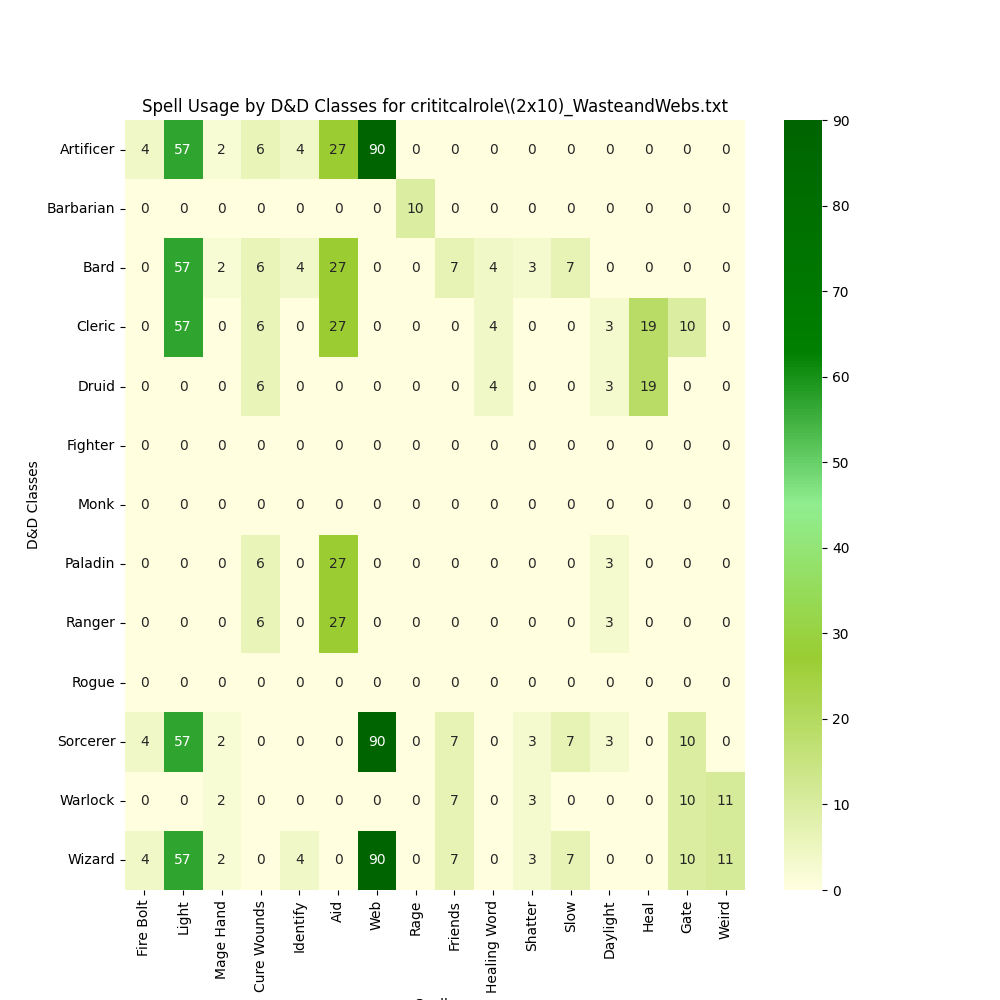 Spell Usage by D&D Classes for crititcalrole\(2x10)_WasteandWebs.txt
D&D Classes
Artificer 4 57 2 6 4 27 90 0 0 0 0 0 0 0 0 0
Barbarian 0 0 0 0 0 0 0 10 0 0 0 0 0 0 0 0
Bard 0 57 2 6 4 27 0 0 7 4 3 7 0 0 0 0
Cleric 0 57 0 6 0 27 0 0 0 4 0 0 3 19 10 0
Druid 0 0 0 6 0 0 0 0 0 4 0 0 3 19 0 0
Fighter 0 0 0 0 0 0 0 0 0 0 0 0 0 0 0 0
Monk 0 0 0 0 0 0 0 0 0 0 0 0 0 0 0 0
Paladin 0 0 0 6 0 27 0 0 0 0 0 0 3 0 0 0
Ranger 0 0 0 6 0 27 0 0 0 0 0 0 3 0 0 0
Rogue 0 0 0 0 0 0 0 0 0 0 0 0 0 0 0 0
Sorcerer 4 57 2 0 0 0 90 0 7 0 3 7 3 0 10 0
Warlock 0 0 2 0 0 0 0 0 7 0 3 0 0 0 10 11
Wizard 4 57 2 0 4 0 90 0 7 0 3 7 0 0 10 11
Fire Bolt
Light
Mage Hand
Cure Wounds
Identify
Aid
Web
Rage
Friends
Healing Word
Shatter
Slow
Daylight
Heal
Gate
Weird
90
80
70
60
50
40
30
20
10
0